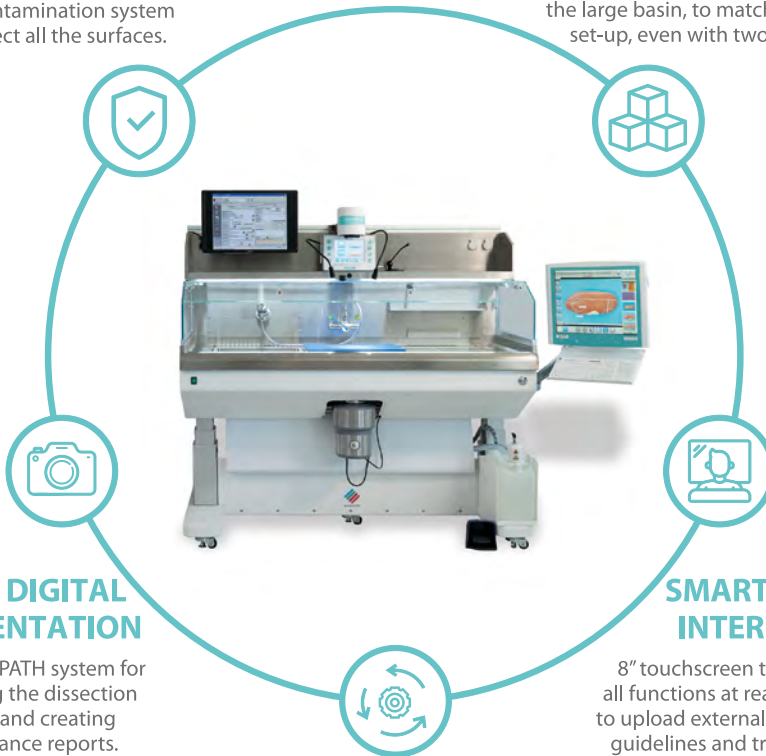 ntamination system
ect all the surfaces.
the large basin, to match
set-up, even with two
DIGITAL
ENTATION
PATH system for
g the dissection
and creating
ance reports.
SMART
INTER
8” touchscreen t
all functions at rea
to upload external
guidelines and tr